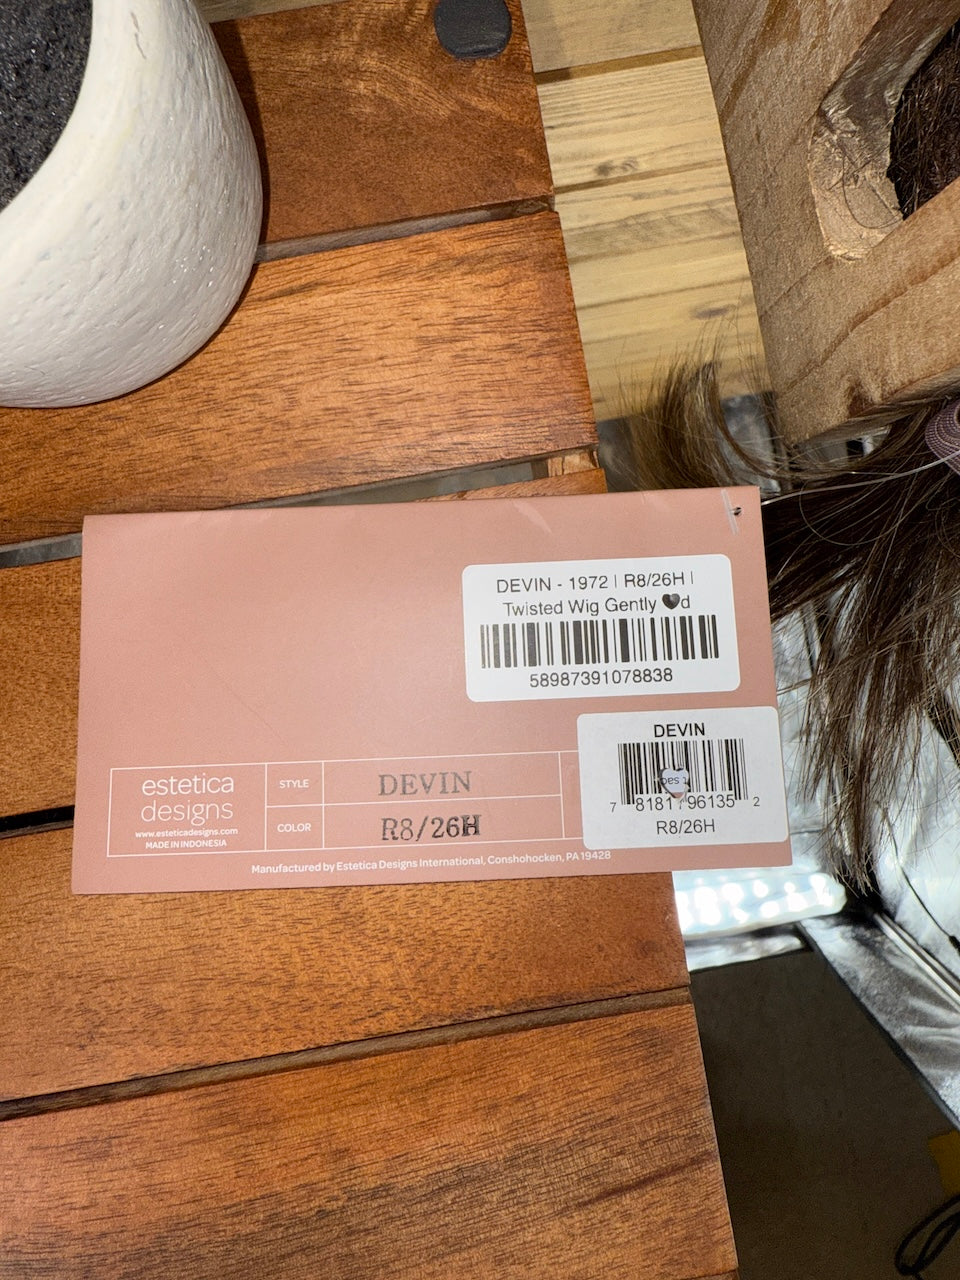 DEVIN - 1972 | R8/26H |
Twisted Wig Gently 🖤d
58987391078838
DEVIN
7 81817 96135 2
R8/26H
estetica
designs
www.esteticadesigns.com
MADE IN INDONESIA
STYLE
DEVIN
COLOR
R8/26H
Manufactured by Estetica Designs International, Conshohocken, PA 19428